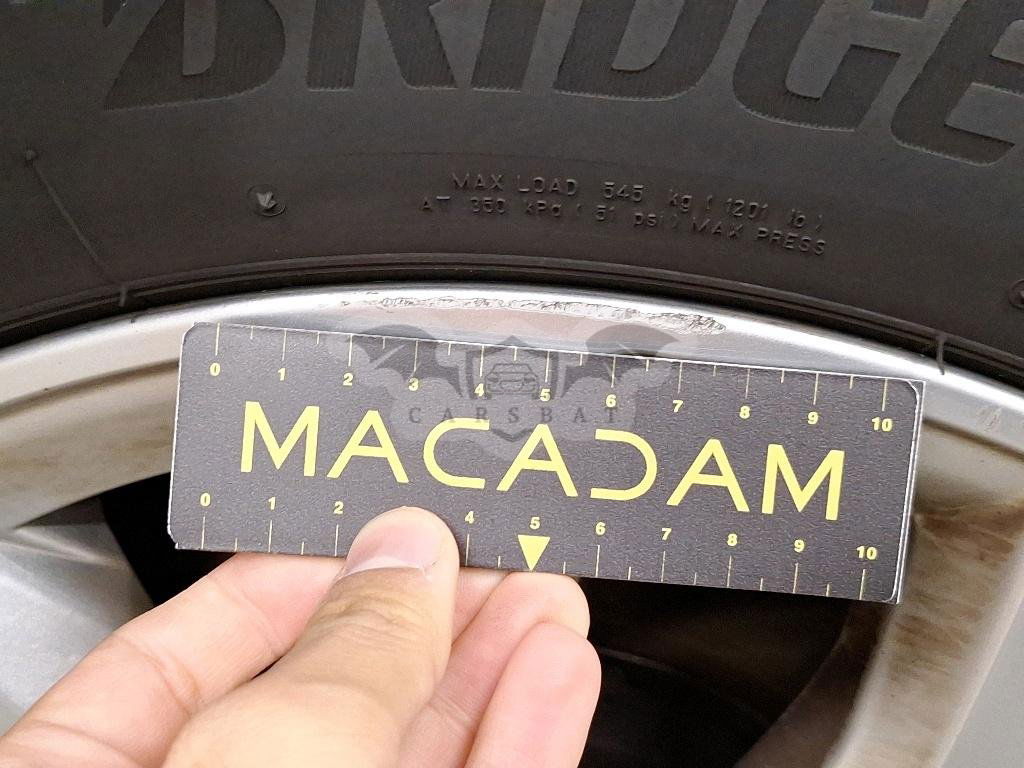 BRIDGE
MAX LOAD 545 kg ( 1201 lb )
AT 350 kPa ( 51 psi ) MAX PRESS
0 1 2 3 4 5 6 7 8 9 10
CARSBAT
MACADAM
0 1 2 4 5 6 7 8 9 10